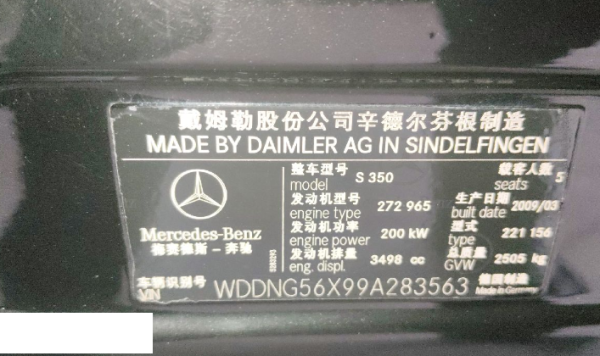 戴姆勒股份公司辛德尔芬根制造
MADE BY DAIMLER AG IN SINDELFINGEN
整车型号 model S 350
载客人数 seats 5
发动机型号 engine type 272 965
生产日期 built date 2009/03
发动机功率 engine power 200 kW
型式 type 221 156
发动机排量 eng. displ. 3498 cc
总质量 GVW 2505 kg
Mercedes-Benz
梅赛德斯－奔驰
车辆识别号 VIN WDDNG56X99A283563
德国制造 Made in Germany